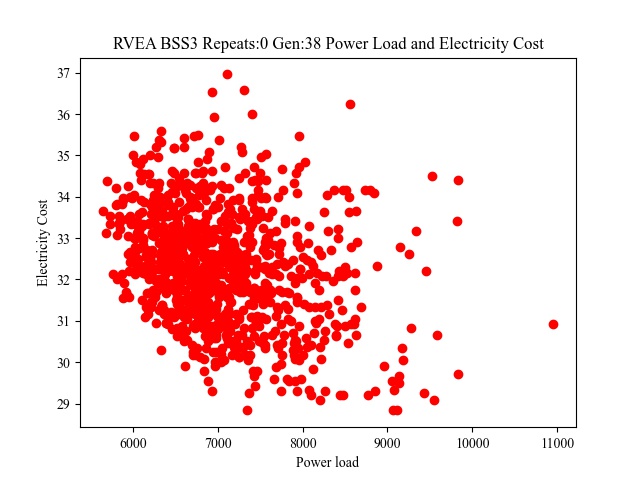 RVEA BSS3 Repeats:0 Gen:38 Power Load and Electricity Cost
37
36
35
34
33
32
31
30
29
Electricity Cost
6000 7000 8000 9000 10000 11000
Power load